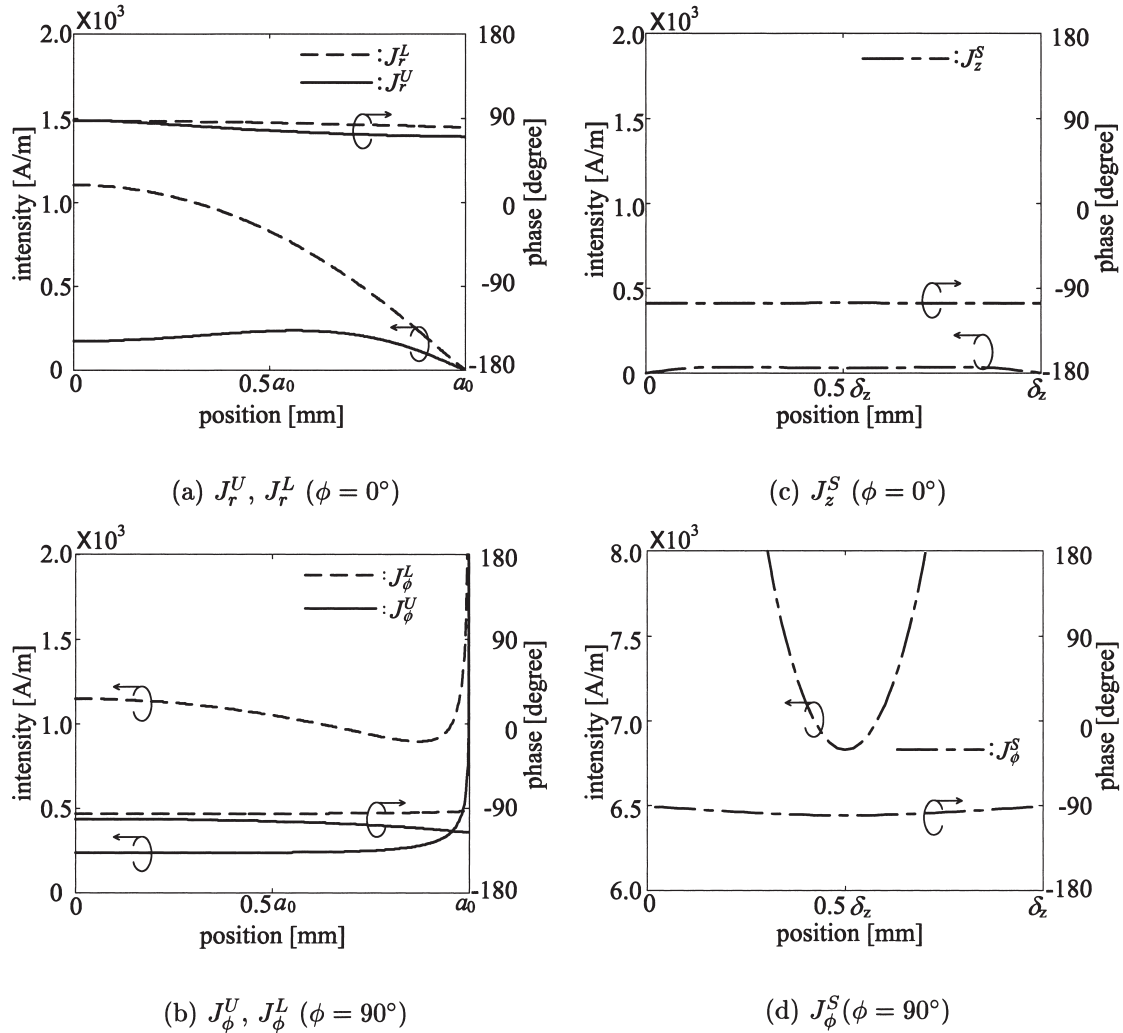 X10³
2.0
1.5
1.0
0.5
0
intensity [A/m]
: J_r^L
: J_r^U
180
90
0
-90
-180
phase [degree]
0
0.5a₀
a₀
position [mm]
(a) J_r^U, J_r^L (ϕ = 0°)
X10³
2.0
1.5
1.0
0.5
0
intensity [A/m]
: J_z^S
180
90
0
-90
-180
phase [degree]
0
0.5 δ_z
δ_z
position [mm]
(c) J_z^S (ϕ = 0°)
X10³
2.0
1.5
1.0
0.5
0
intensity [A/m]
: J_ϕ^L
: J_ϕ^U
180
90
0
-90
-180
phase [degree]
0
0.5a₀
a₀
position [mm]
(b) J_ϕ^U, J_ϕ^L (ϕ = 90°)
X10³
8.0
7.5
7.0
6.5
6.0
intensity [A/m]
: J_ϕ^S
180
90
0
-90
-180
phase [degree]
0
0.5 δ_z
δ_z
position [mm]
(d) J_ϕ^S(ϕ = 90°)